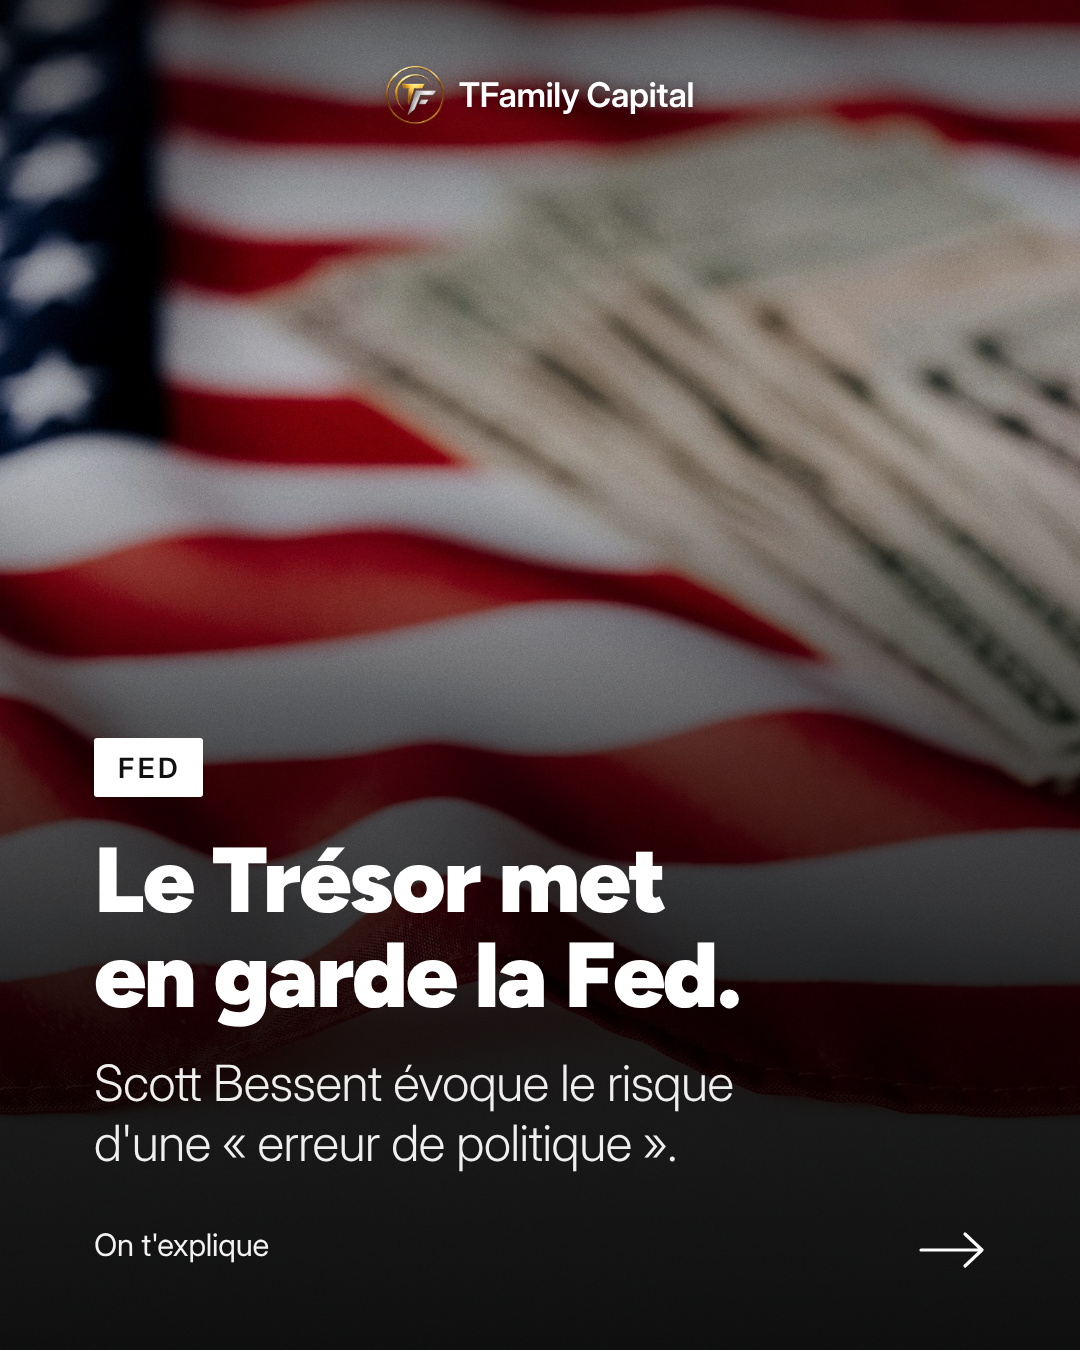 TFamily Capital
FED
Le Trésor met
en garde la Fed.
Scott Bessent évoque le risque
d'une « erreur de politique ».
On t'explique